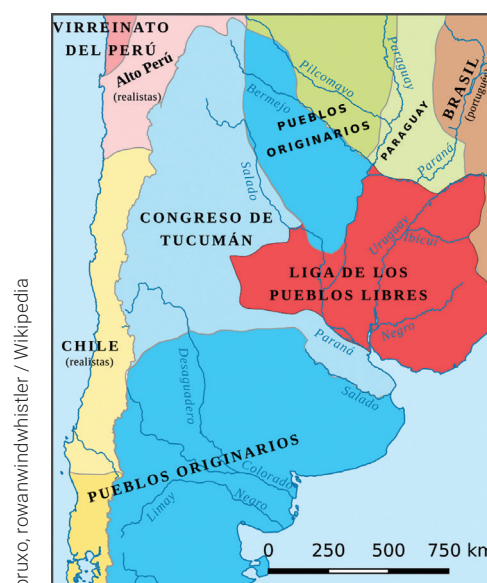 VIRREINATO
DEL PERÚ
Alto Perú
(realistas)
Pilcomayo
Paraguay
BRASIL
(portugués)
Bermejo
PUEBLOS
ORIGINARIOS
PARAGUAY
Paraná
Salado
CONGRESO DE
TUCUMÁN
Uruguay
Ibicuí
LIGA DE LOS
PUEBLOS LIBRES
Negro
CHILE
(realistas)
Paraná
Desaguadero
Salado
PUEBLOS ORIGINARIOS
Colorado
Limay
Negro
0 250 500 750 km
oruxo, rowanwindwhistler / Wikipedia